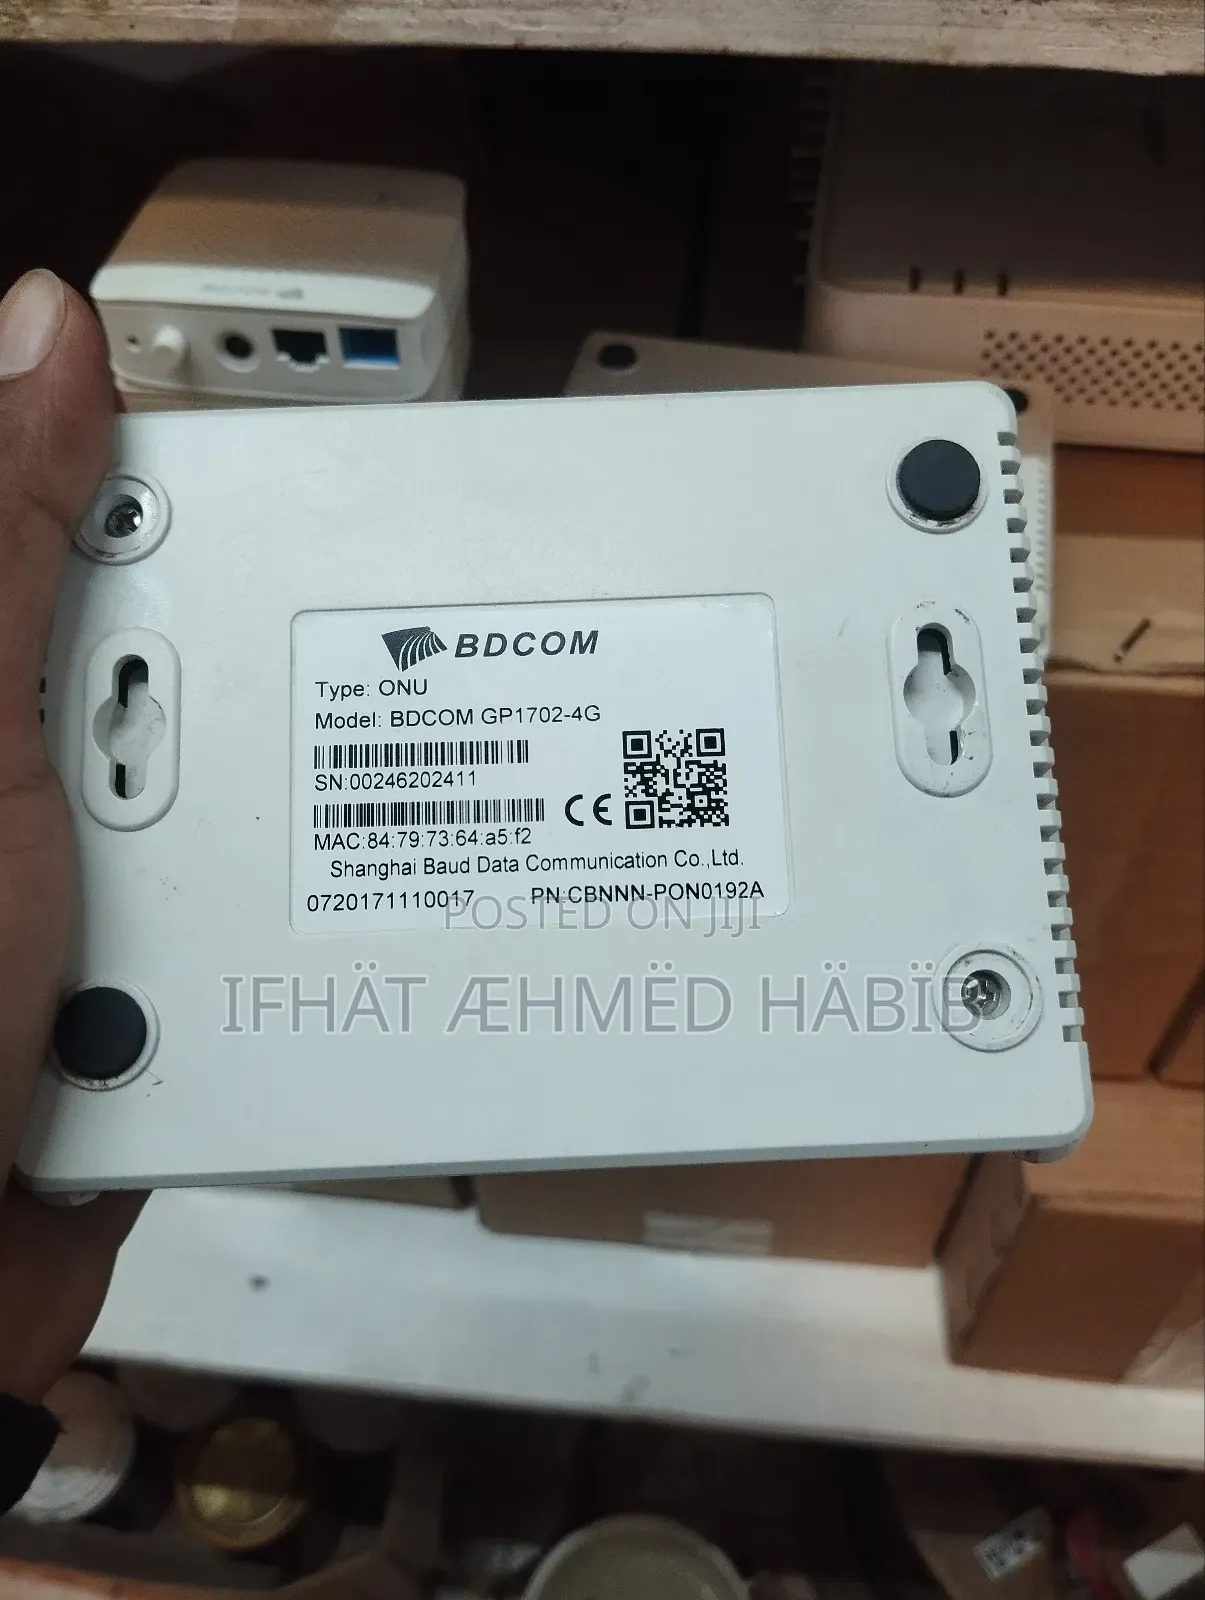 BDCOM
Type: ONU
Model: BDCOM GP1702-4G
SN:00246202411
MAC:84:79:73:64:a5:f2
CE
Shanghai Baud Data Communication Co.,Ltd.
0720171110017 PN:CBNNN-PON0192A
POSTED ON JIJI
IFHÄT ÆHMËD HÄBÏB